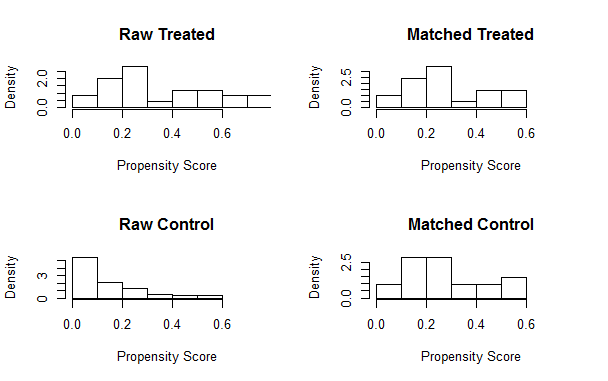 Raw Treated
Density
0.0 2.0
0.0 0.2 0.4 0.6
Propensity Score
Matched Treated
Density
0.0 2.5
0.0 0.2 0.4 0.6
Propensity Score
Raw Control
Density
0 3
0.0 0.2 0.4 0.6
Propensity Score
Matched Control
Density
0.0 2.5
0.0 0.2 0.4 0.6
Propensity Score